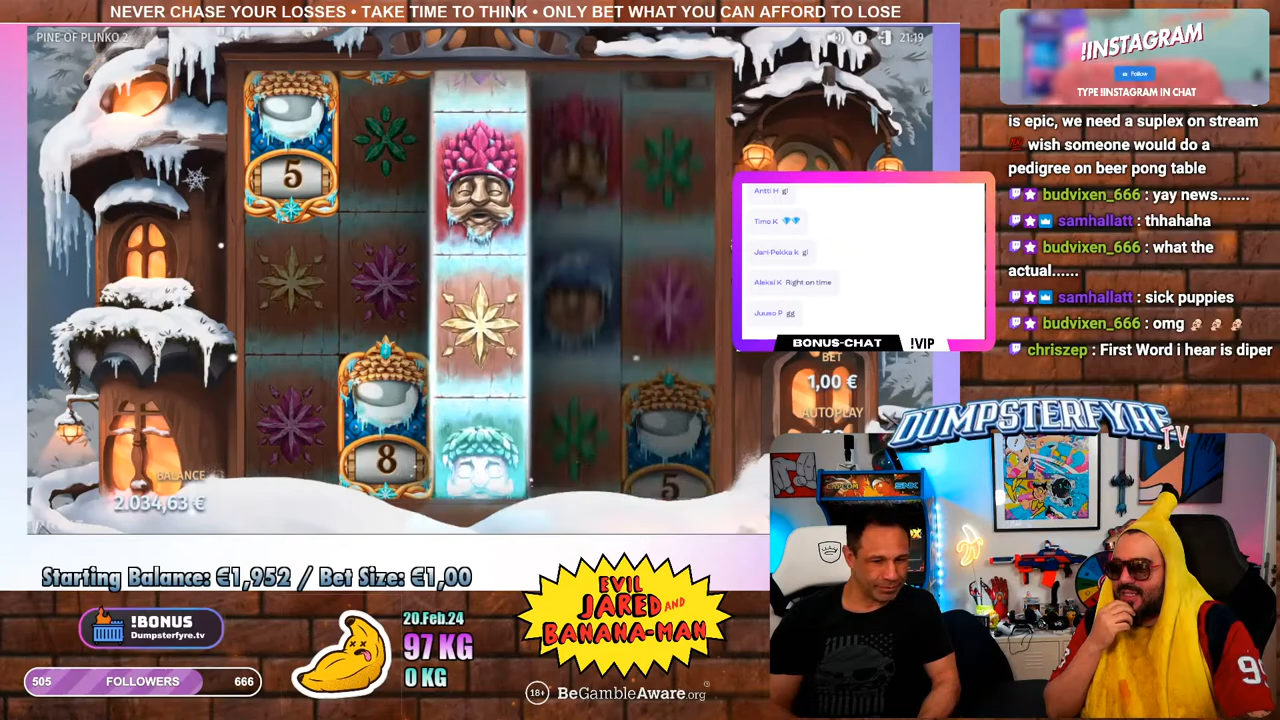 NEVER CHASE YOUR LOSSES • TAKE TIME TO THINK • ONLY BET WHAT YOU CAN AFFORD TO LOSE
PINE OF PLINKO 2
21:19
5
8
5
BALANCE
2.034,63 €
BET
1,00 €
AUTOPLAY
Antti H gl
Timo K
Jari-Pekka k gl
Aleksi K Right on time
Juuso P gg
BONUS-CHAT
!VIP
!INSTAGRAM
Follow
TYPE !INSTAGRAM IN CHAT
is epic, we need a suplex on stream
wish someone would do a
pedigree on beer pong table
budvixen_666 : yay news.......
samhallatt : thhahaha
budvixen_666 : what the
actual......
samhallatt : sick puppies
budvixen_666 : omg
chriszep : First Word i hear is diper
DUMPSTERFYRE
.TV
SNK
99
Starting Balance: €1,952 / Bet Size: €1,00
!BONUS
Dumpsterfyre.tv
505 FOLLOWERS 666
20.Feb.24
97 KG
0 KG
EVIL
JARED AND
BANANA-MAN
18+ BeGambleAware.org